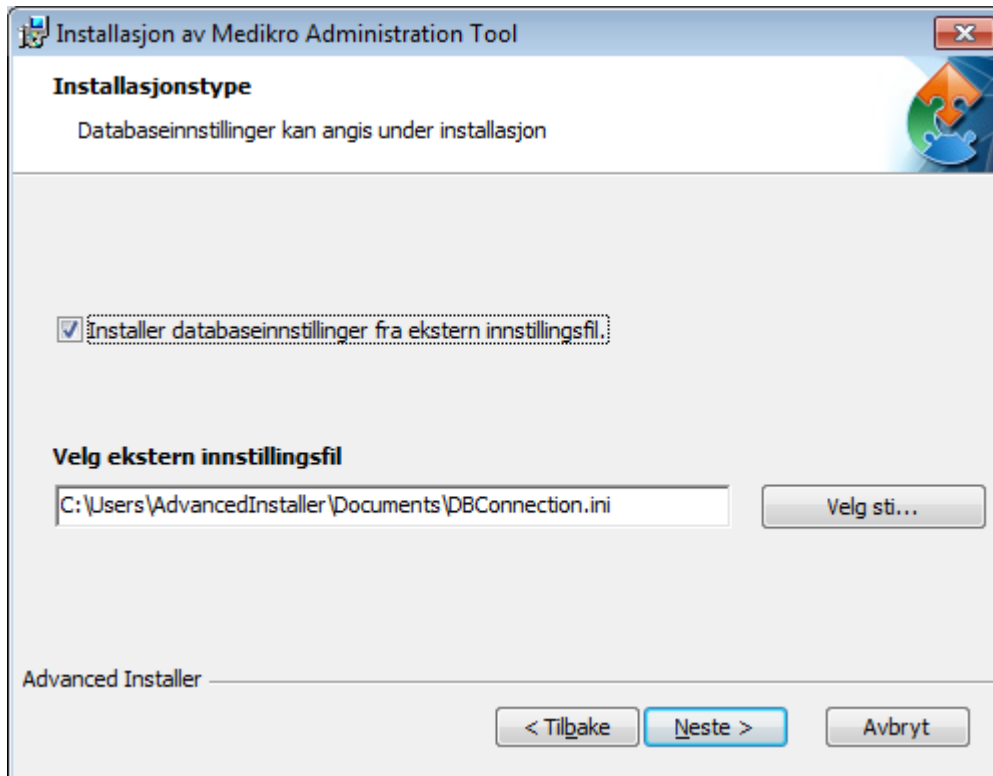 Installasjon av Medikro Administration Tool
Installasjonstype
Databaseinnstillinger kan angis under installasjon
Installer databaseinnstillinger fra ekstern innstillingsfil.
Velg ekstern innstillingsfil
C:\Users\AdvancedInstaller\Documents\DBConnection.ini
Velg sti...
Advanced Installer
< Tilbake
Neste >
Avbryt